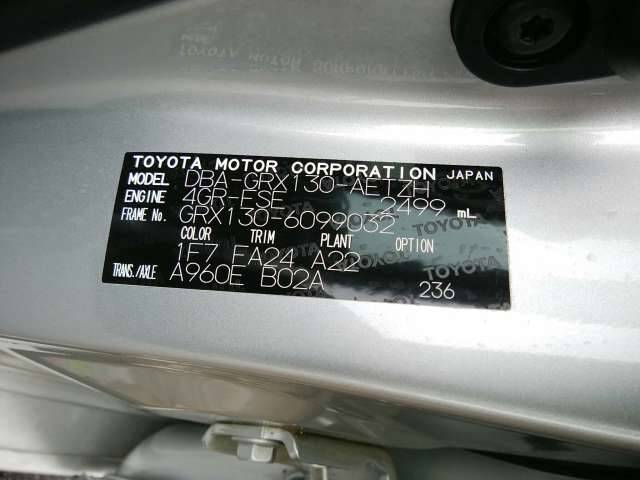 TOYOTA MOTOR CORPORATION JAPAN
MODEL DBA-GRX130-AETZH
ENGINE 4GR-FSE 2499 mL
FRAME No. GRX130-6099032
COLOR TRIM PLANT OPTION
1F7 FA24 A22
TRANS./AXLE A960E B02A 236